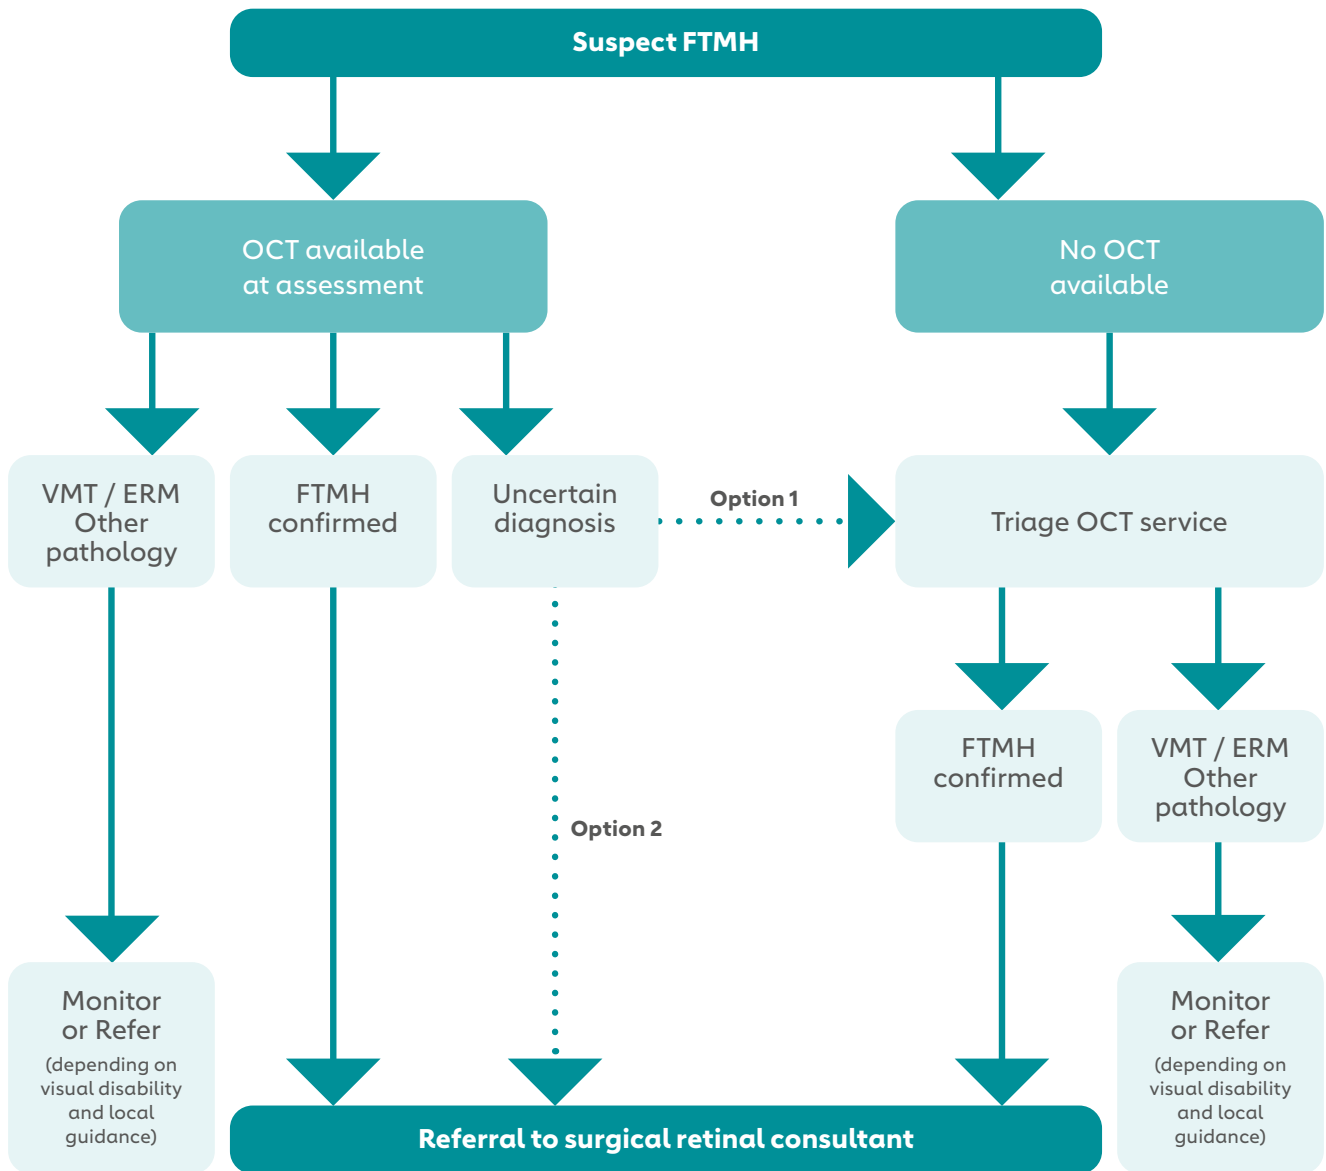 Suspect FTMH
OCT available
at assessment
No OCT
available
VMT / ERM
Other
pathology
FTMH
confirmed
Uncertain
diagnosis
Option 1
Triage OCT service
FTMH
confirmed
VMT / ERM
Other
pathology
Option 2
Monitor
or Refer
(depending on
visual disability
and local
guidance)
Monitor
or Refer
(depending on
visual disability
and local
guidance)
Referral to surgical retinal consultant